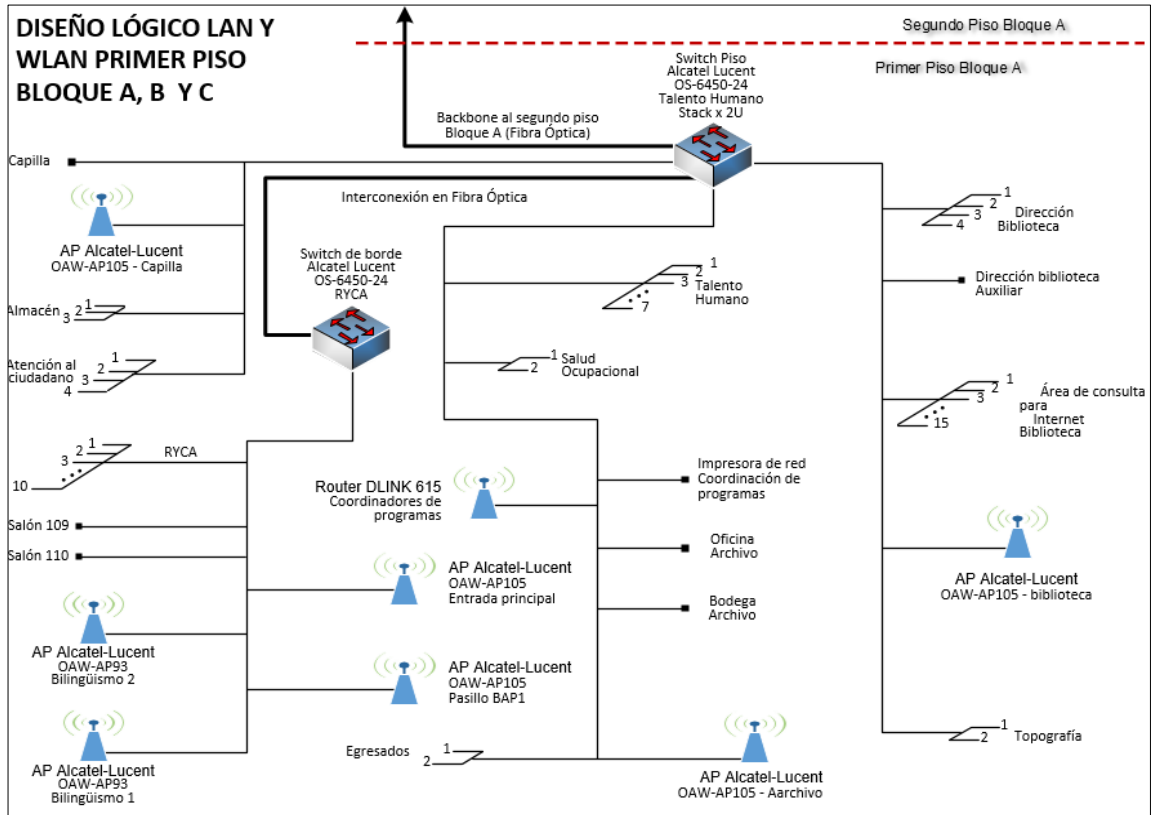 DISEÑO LÓGICO LAN Y
WLAN PRIMER PISO
BLOQUE A, B Y C
Segundo Piso Bloque A
Primer Piso Bloque A
Switch Piso
Alcatel Lucent
OS-6450-24
Talento Humano
Stack x 2U
Backbone al segundo piso
Bloque A (Fibra Óptica)
Capilla
Interconexión en Fibra Óptica
AP Alcatel-Lucent
OAW-AP105 - Capilla
Switch de borde
Alcatel Lucent
OS-6450-24
RYCA
Almacén
1
2
3
Atención al
ciudadano
1
2
3
4
1
2
3
7
Talento
Humano
1
2
Salud
Ocupacional
1
2
3
4
Dirección
Biblioteca
Dirección biblioteca
Auxiliar
1
2
3
15
Área de consulta
para
Internet
Biblioteca
1
2
3
10
RYCA
Salón 109
Salón 110
Router DLINK 615
Coordinadores de
programas
Impresora de red
Coordinación de
programas
Oficina
Archivo
Bodega
Archivo
AP Alcatel-Lucent
OAW-AP105
Entrada principal
AP Alcatel-Lucent
OAW-AP105 - biblioteca
AP Alcatel-Lucent
OAW-AP93
Bilingüismo 2
AP Alcatel-Lucent
OAW-AP105
Pasillo BAP1
AP Alcatel-Lucent
OAW-AP93
Bilingüismo 1
Egresados
1
2
AP Alcatel-Lucent
OAW-AP105 - Aarchivo
1
2
Topografía